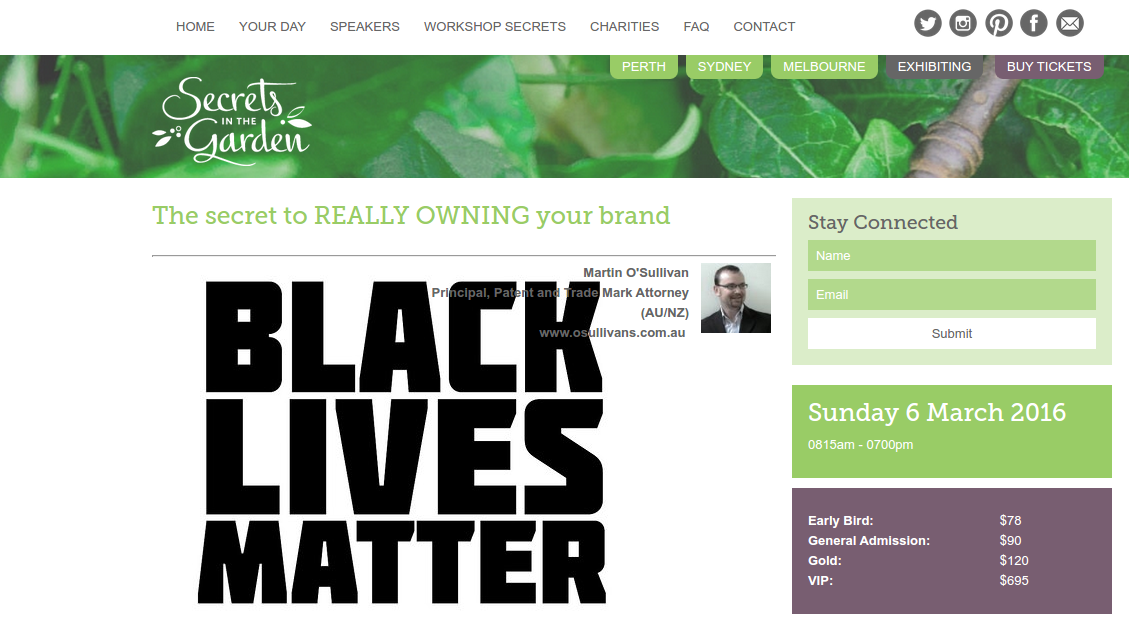 HOME YOUR DAY SPEAKERS WORKSHOP SECRETS CHARITIES FAQ CONTACT
PERTH SYDNEY MELBOURNE EXHIBITING BUY TICKETS
Secrets
IN THE
Garden
The secret to REALLY OWNING your brand
Martin O'Sullivan
Principal, Patent and Trade Mark Attorney
(AU/NZ)
www.osullivans.com.au
BLACK
LIVES
MATTER
Stay Connected
Name
Email
Submit
Sunday 6 March 2016
0815am - 0700pm
Early Bird: $78
General Admission: $90
Gold: $120
VIP: $695